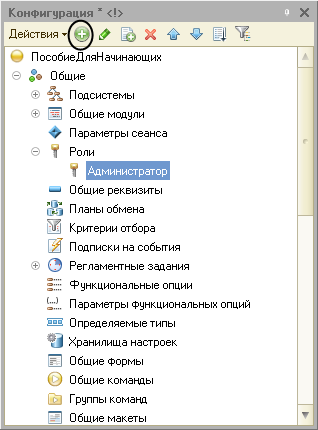 Конфигурация * <!>
Действия
ПособиеДляНачинающих
Общие
Подсистемы
Общие модули
Параметры сеанса
Роли
Администратор
Общие реквизиты
Планы обмена
Критерии отбора
Подписки на события
Регламентные задания
Функциональные опции
Параметры функциональных опций
Определяемые типы
Хранилища настроек
Общие формы
Общие команды
Группы команд
Общие макеты